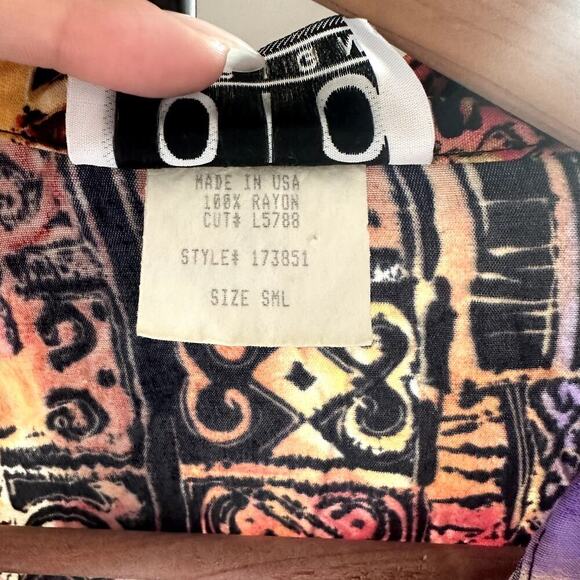 MADE IN USA
100% RAYON
CUT# L5788
STYLE# 173851
SIZE SML